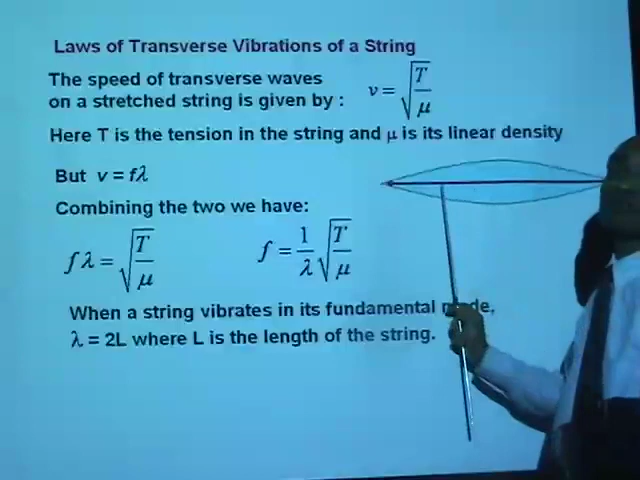 Laws of Transverse Vibrations of a String
The speed of transverse waves
on a stretched string is given by : v = √(T/μ)
Here T is the tension in the string and μ is its linear density
But v = fλ
Combining the two we have:
fλ = √(T/μ) f = 1/λ √(T/μ)
When a string vibrates in its fundamental mode,
λ = 2L where L is the length of the string.